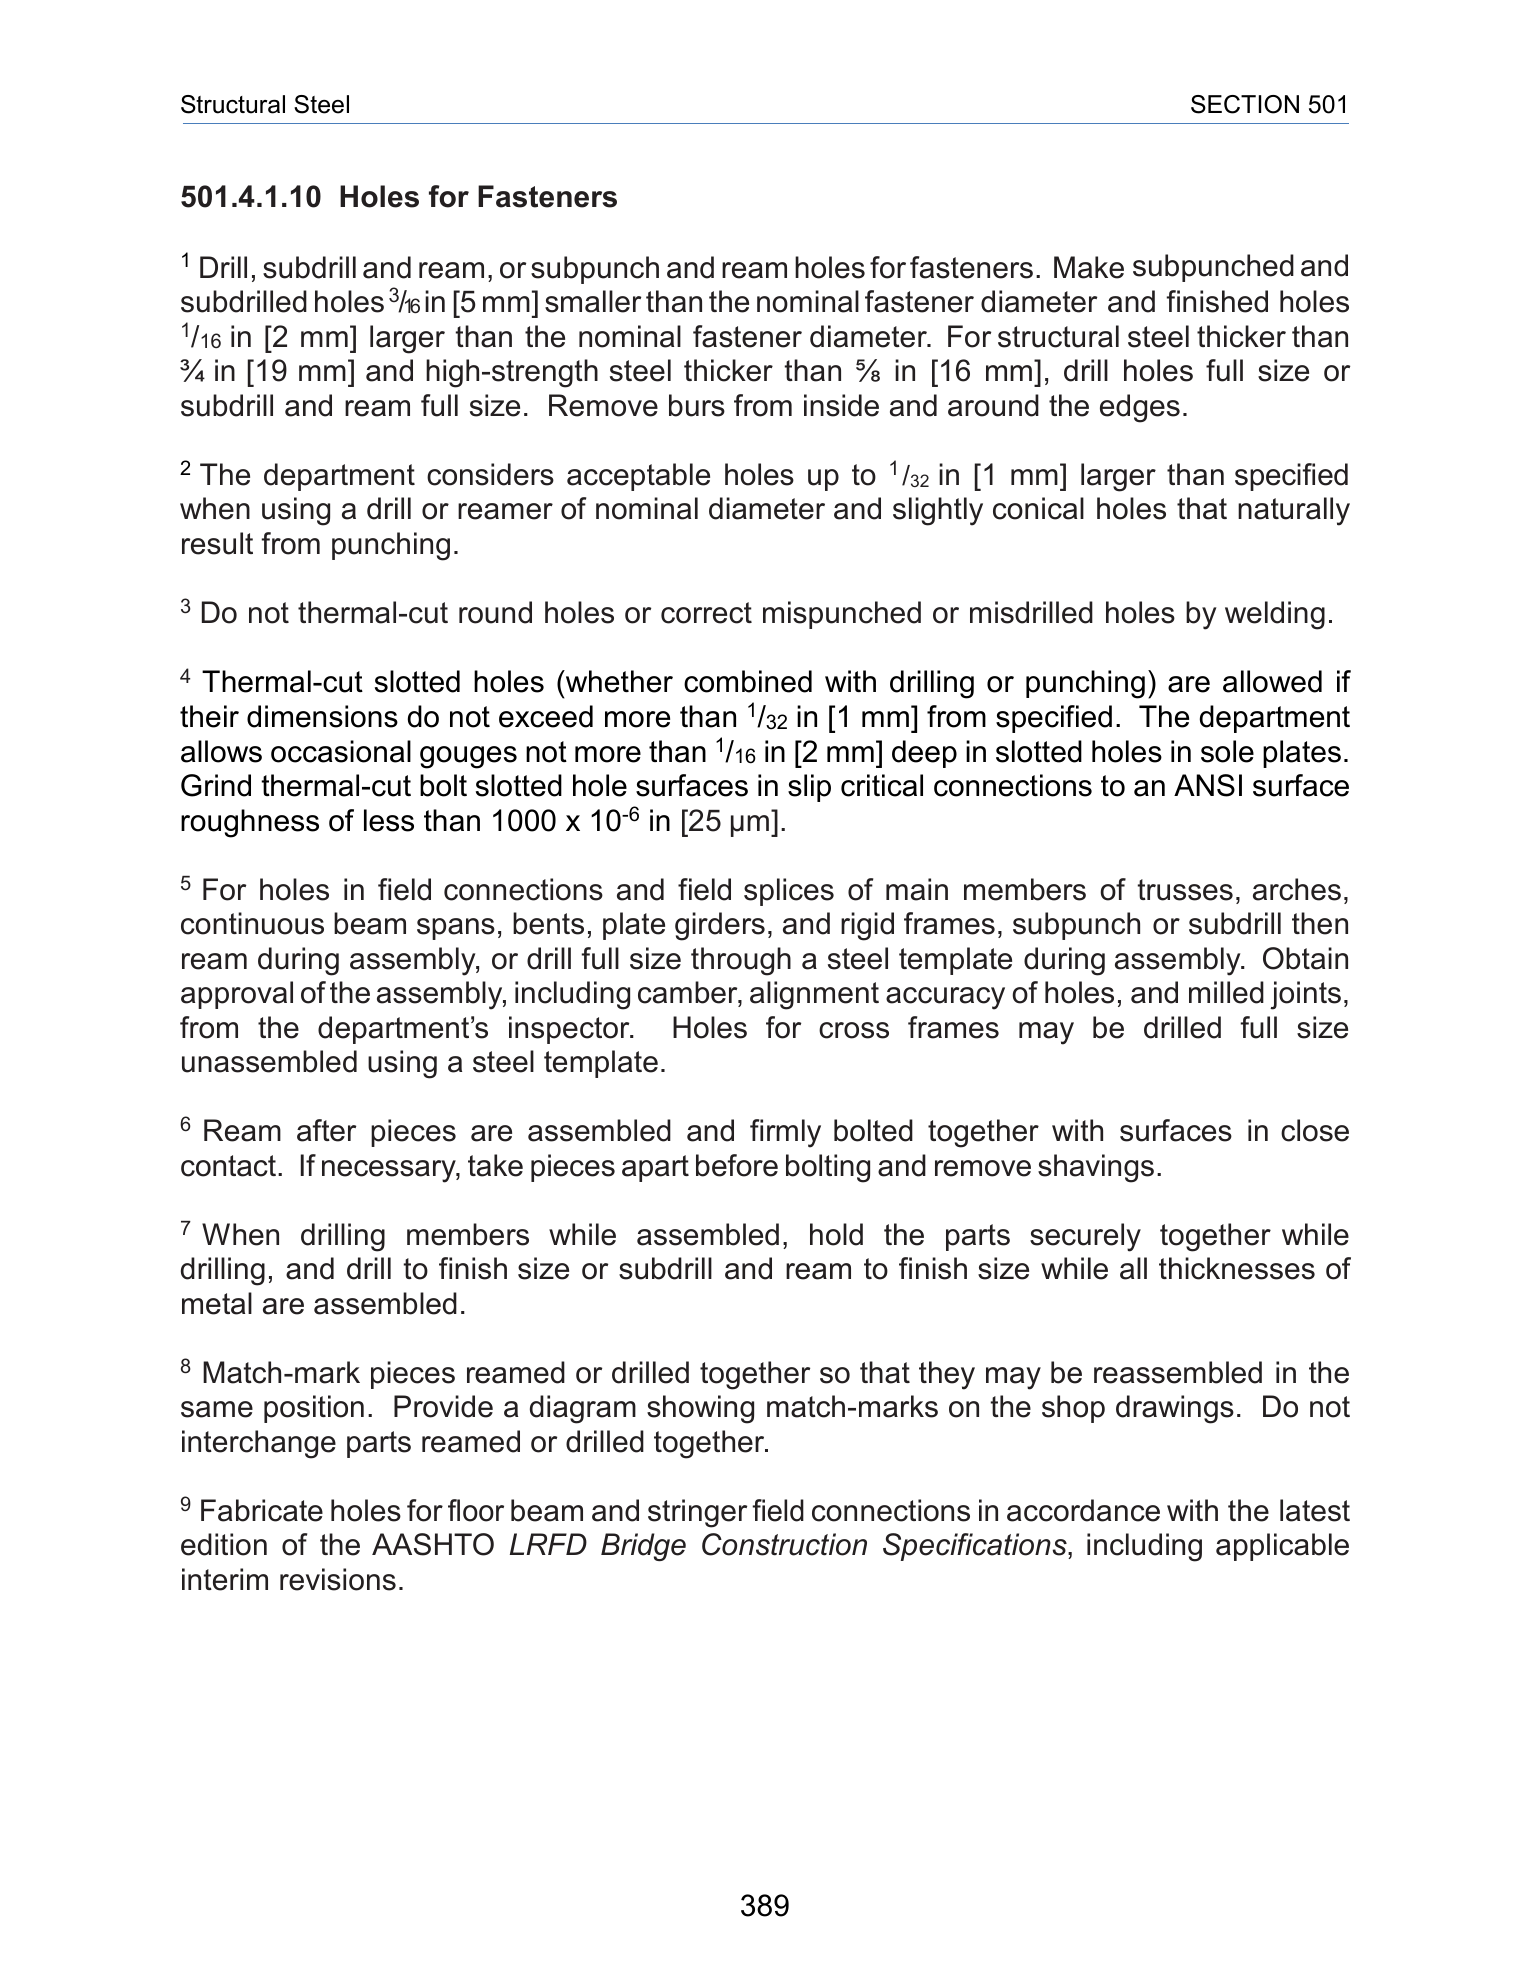 Structural Steel SECTION 501
501.4.1.10 Holes for Fasteners
1 Drill, subdrill and ream, or subpunch and ream holes for fasteners. Make subpunched and
subdrilled holes 3/16 in [5 mm] smaller than the nominal fastener diameter and finished holes
1/16 in [2 mm] larger than the nominal fastener diameter. For structural steel thicker than
¾ in [19 mm] and high-strength steel thicker than ⅝ in [16 mm], drill holes full size or
subdrill and ream full size. Remove burs from inside and around the edges.
2 The department considers acceptable holes up to 1/32 in [1 mm] larger than specified
when using a drill or reamer of nominal diameter and slightly conical holes that naturally
result from punching.
3 Do not thermal-cut round holes or correct mispunched or misdrilled holes by welding.
4 Thermal-cut slotted holes (whether combined with drilling or punching) are allowed if
their dimensions do not exceed more than 1/32 in [1 mm] from specified. The department
allows occasional gouges not more than 1/16 in [2 mm] deep in slotted holes in sole plates.
Grind thermal-cut bolt slotted hole surfaces in slip critical connections to an ANSI surface
roughness of less than 1000 x 10-6 in [25 µm].
5 For holes in field connections and field splices of main members of trusses, arches,
continuous beam spans, bents, plate girders, and rigid frames, subpunch or subdrill then
ream during assembly, or drill full size through a steel template during assembly. Obtain
approval of the assembly, including camber, alignment accuracy of holes, and milled joints,
from the department’s inspector. Holes for cross frames may be drilled full size
unassembled using a steel template.
6 Ream after pieces are assembled and firmly bolted together with surfaces in close
contact. If necessary, take pieces apart before bolting and remove shavings.
7 When drilling members while assembled, hold the parts securely together while
drilling, and drill to finish size or subdrill and ream to finish size while all thicknesses of
metal are assembled.
8 Match-mark pieces reamed or drilled together so that they may be reassembled in the
same position. Provide a diagram showing match-marks on the shop drawings. Do not
interchange parts reamed or drilled together.
9 Fabricate holes for floor beam and stringer field connections in accordance with the latest
edition of the AASHTO LRFD Bridge Construction Specifications, including applicable
interim revisions.
389